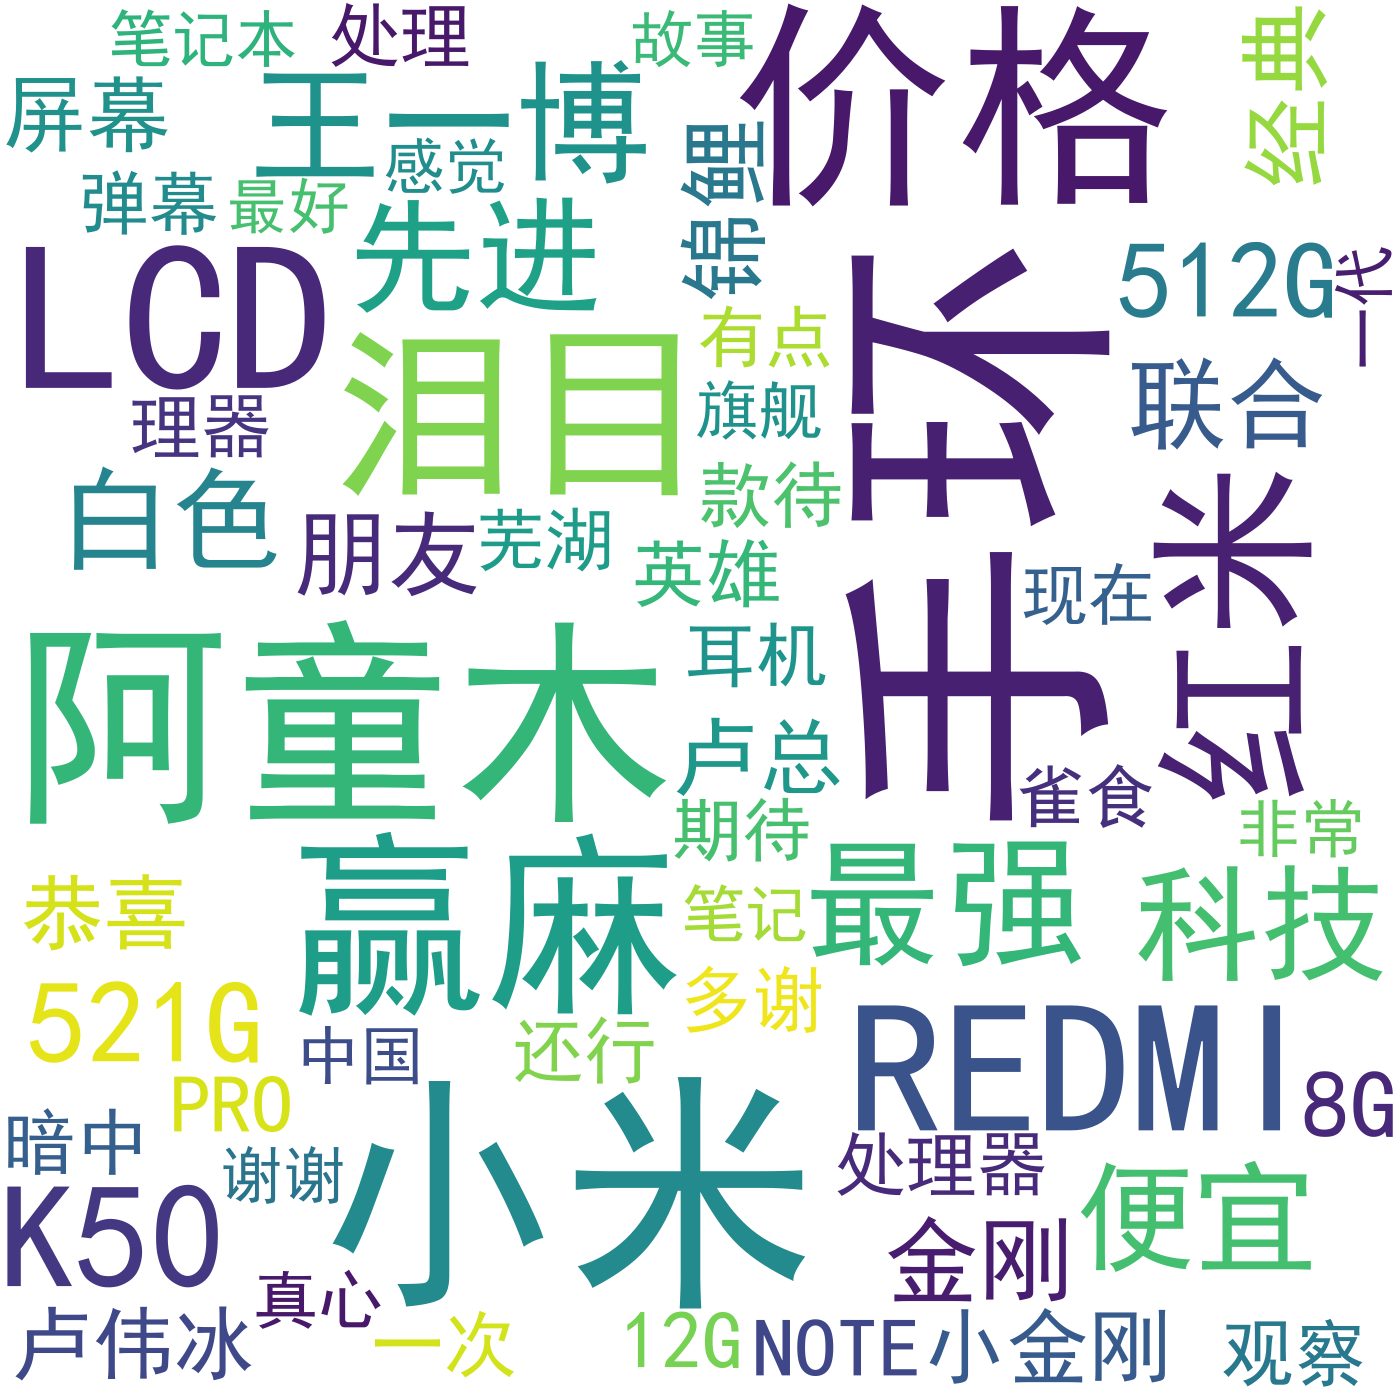 笔记本
处理
故事
价格
经典
屏幕
王一博
感觉
锦鲤
弹幕
最好
先进
LCD
泪目
有点
手环
512G
一代
理器
旗舰
联合
白色
朋友
芜湖
款待
英雄
红米
现在
阿童木
耳机
卢总
雀食
赢麻
期待
最强
科技
非常
恭喜
笔记
521G
多谢
REDMI
中国
还行
PRO
小米
8G
暗中
谢谢
处理器
便宜
K50
金刚
真心
卢伟冰
一次
12G
NOTE
小金刚
观察